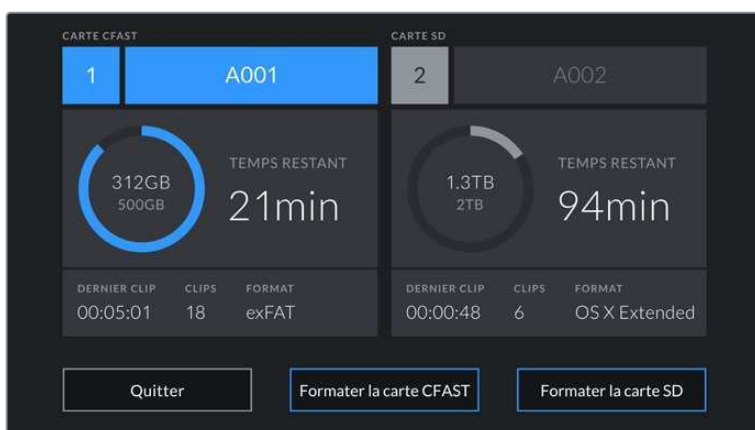 CARTE CFAST
1
A001
312GB
500GB
TEMPS RESTANT
21min
DERNIER CLIP
CLIPS
FORMAT
00:05:01
18
exFAT
CARTE SD
2
A002
1.3TB
2TB
TEMPS RESTANT
94min
DERNIER CLIP
CLIPS
FORMAT
00:00:48
6
OS X Extended
Quitter
Formater la carte CFAST
Formater la carte SD